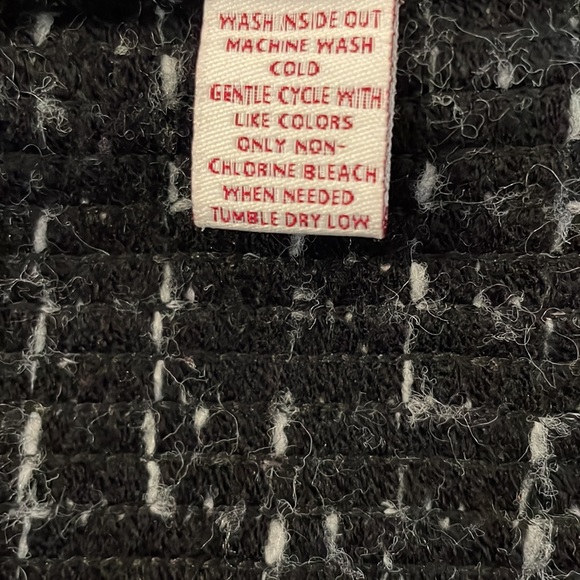 WASH INSIDE OUT
MACHINE WASH
COLD
GENTLE CYCLE WITH
LIKE COLORS
ONLY NON-
CHLORINE BLEACH
WHEN NEEDED
TUMBLE DRY LOW